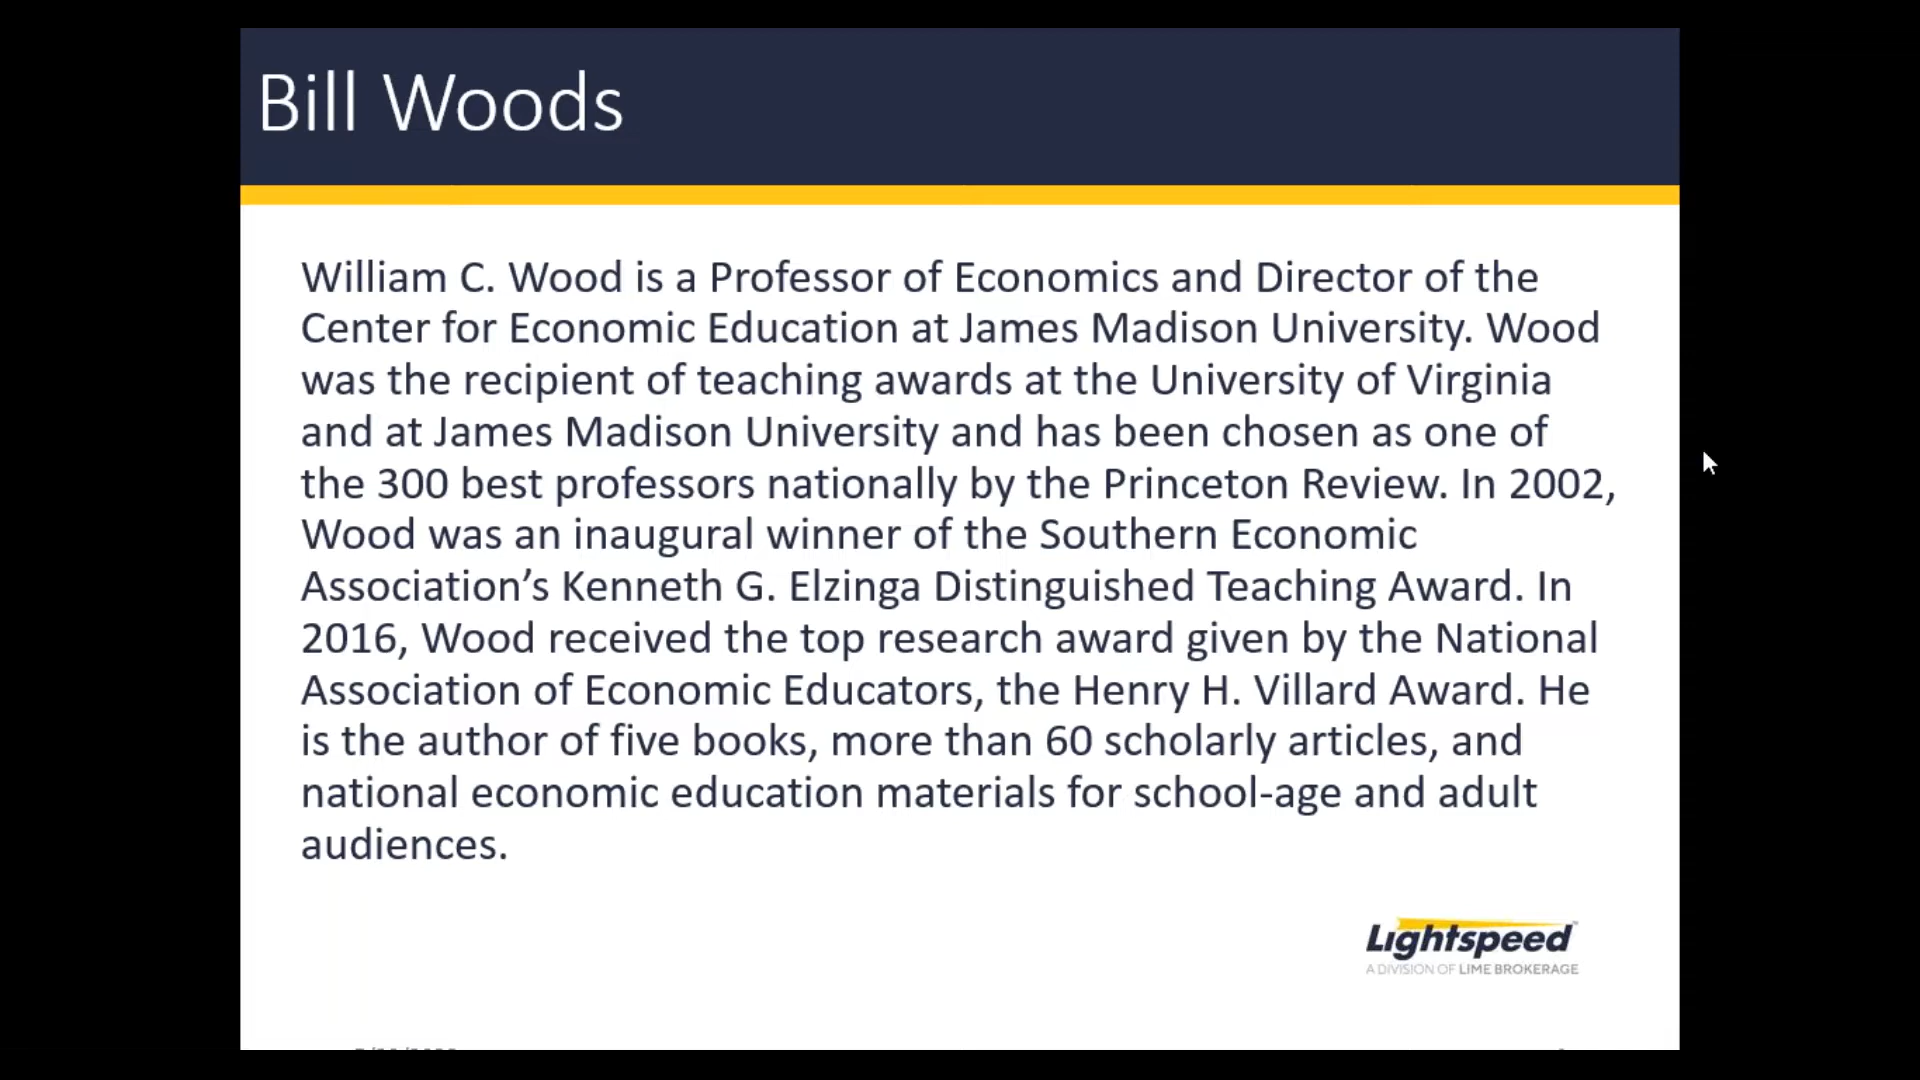 Bill Woods
William C. Wood is a Professor of Economics and Director of the
Center for Economic Education at James Madison University. Wood
was the recipient of teaching awards at the University of Virginia
and at James Madison University and has been chosen as one of
the 300 best professors nationally by the Princeton Review. In 2002,
Wood was an inaugural winner of the Southern Economic
Association’s Kenneth G. Elzinga Distinguished Teaching Award. In
2016, Wood received the top research award given by the National
Association of Economic Educators, the Henry H. Villard Award. He
is the author of five books, more than 60 scholarly articles, and
national economic education materials for school-age and adult
audiences.
Lightspeed
A DIVISION OF LIME BROKERAGE